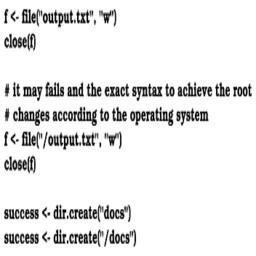 f <- file("output.txt", "w")
close(f)
# it may fails and the exact syntax to achieve the root
# changes according to the operating system
f <- file("/output.txt", "w")
close(f)
success <- dir.create("docs")
success <- dir.create("/docs")